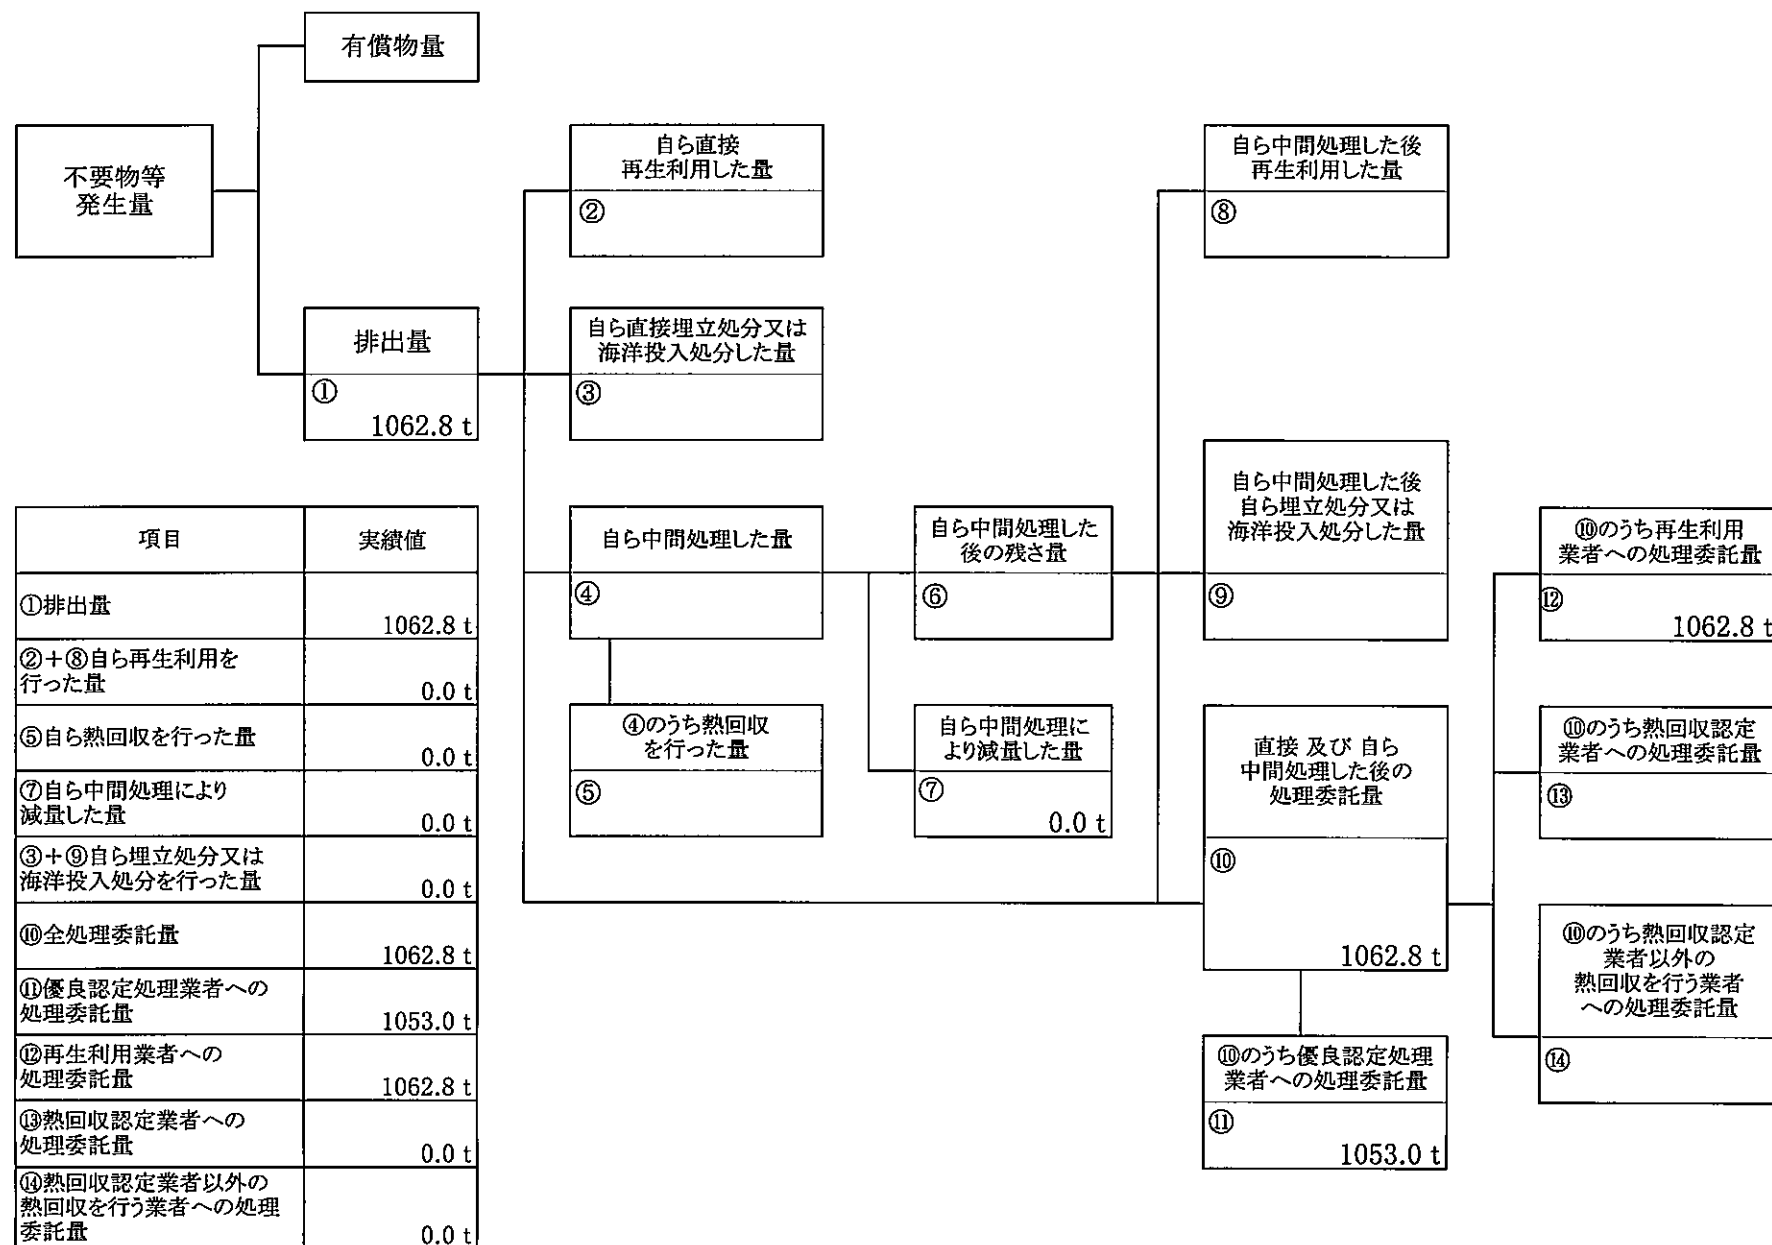 有償物量
不要物等
発生量
自ら直接
再生利用した量
②
自ら中間処理した後
再生利用した量
⑧
排出量
①
1062.8 t
自ら直接埋立処分又は
海洋投入処分した量
③
自ら中間処理した量
④
自ら中間処理した
後の残さ量
⑥
自ら中間処理した後
自ら埋立処分又は
海洋投入処分した量
⑨
⑩のうち再生利用
業者への処理委託量
⑫
1062.8 t
④のうち熱回収
を行った量
⑤
自ら中間処理に
より減量した量
⑦
0.0 t
直接 及び 自ら
中間処理した後の
処理委託量
⑩
1062.8 t
⑩のうち熱回収認定
業者への処理委託量
⑬
⑩のうち熱回収認定
業者以外の
熱回収を行う業者
への処理委託量
⑭
⑩のうち優良認定処理
業者への処理委託量
⑪
1053.0 t
項目 実績値
①排出量
1062.8 t
②+⑧自ら再生利用を
行った量
0.0 t
⑤自ら熱回収を行った量
0.0 t
⑦自ら中間処理により
減量した量
0.0 t
③+⑨自ら埋立処分又は
海洋投入処分を行った量
0.0 t
⑩全処理委託量
1062.8 t
⑪優良認定処理業者への
処理委託量
1053.0 t
⑫再生利用業者への
処理委託量
1062.8 t
⑬熱回収認定業者への
処理委託量
0.0 t
⑭熱回収認定業者以外の
熱回収を行う業者への処理
委託量
0.0 t